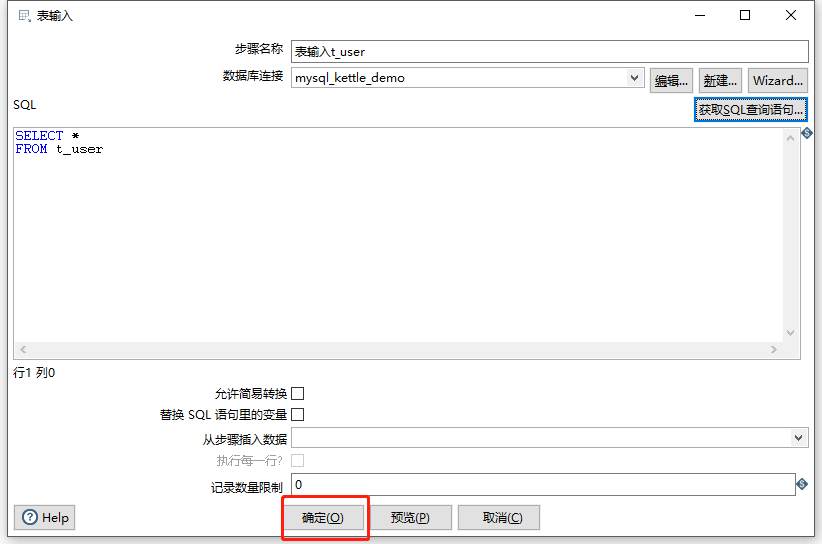 表输入
步骤名称 表输入t_user
数据库连接 mysql_kettle_demo 编辑... 新建... Wizard...
SQL 获取SQL查询语句...
SELECT *
FROM t_user
行1 列0
允许简易转换
替换 SQL 语句里的变量
从步骤插入数据
执行每一行?
记录数量限制 0
Help 确定(O) 预览(P) 取消(C)